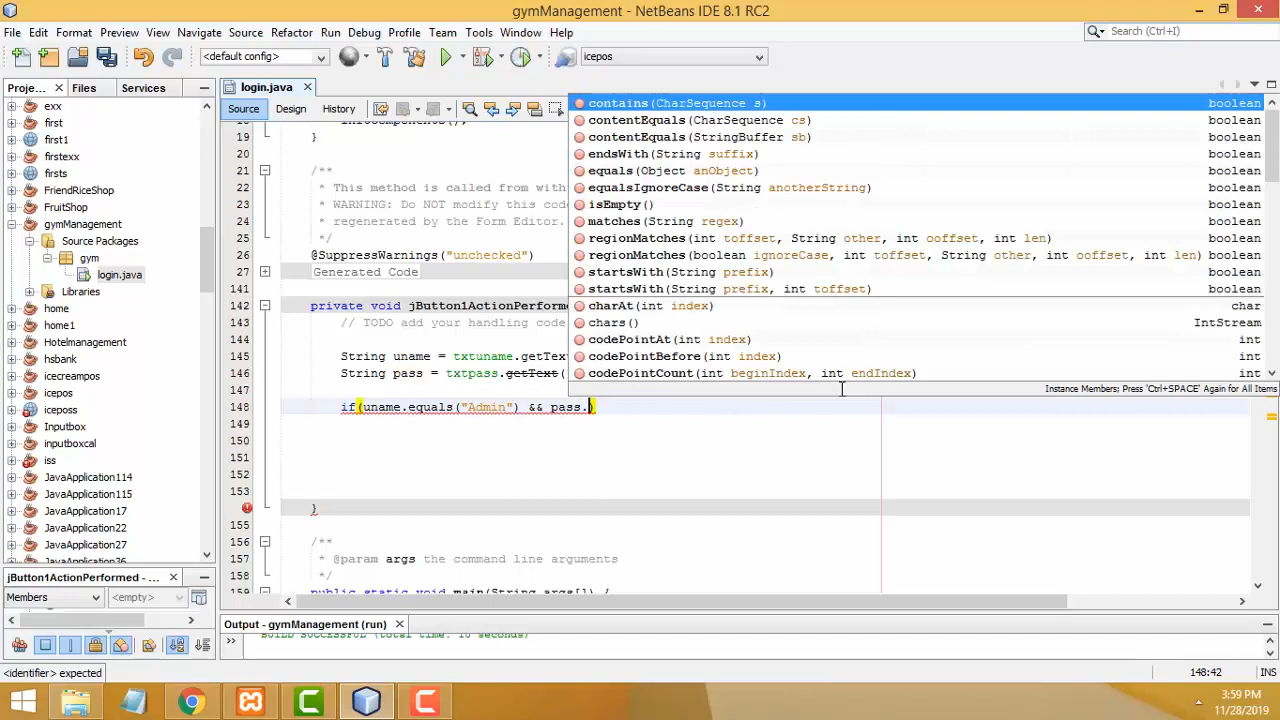 gymManagement - NetBeans IDE 8.1 RC2
File Edit Format Preview View Navigate Source Refactor Run Debug Profile Team Tools Window Help
Search (Ctrl+I)
<default config>
icepos
Proje...
Files
Services
login.java
Source
Design
History
exx
first
first1
firstexx
firsts
FriendRiceShop
FruitShop
gymManagement
Source Packages
gym
login.java
Libraries
home
home1
Hotelmanagement
hsbank
icecreampos
icepos
iceposs
Inputbox
inputboxcal
iss
JavaApplication114
JavaApplication115
JavaApplication17
JavaApplication22
JavaApplication27
JavaApplication36
18 initComponents();
19 }
20
21 /**
22 * This method is called from with
23 * WARNING: Do NOT modify this cod
24 * regenerated by the Form Editor.
25 */
26 @SuppressWarnings("unchecked")
27 Generated Code
141
142 private void jButton1ActionPerforme
143 // TODO add your handling code
144
145 String uname = txtuname.getText
146 String pass = txtpass.getText(
147
148 if(uname.equals("Admin") && pass.)
149
150
151
152
153
}
155
156 /**
157 * @param args the command line arguments
158 */
159 public static void main(String args[]) {
contains(CharSequence s) boolean
contentEquals(CharSequence cs) boolean
contentEquals(StringBuffer sb) boolean
endsWith(String suffix) boolean
equals(Object anObject) boolean
equalsIgnoreCase(String anotherString) boolean
isEmpty() boolean
matches(String regex) boolean
regionMatches(int toffset, String other, int ooffset, int len) boolean
regionMatches(boolean ignoreCase, int toffset, String other, int ooffset, int len) boolean
startsWith(String prefix) boolean
startsWith(String prefix, int toffset) boolean
charAt(int index) char
chars() IntStream
codePointAt(int index) int
codePointBefore(int index) int
codePointCount(int beginIndex, int endIndex) int
Instance Members; Press 'Ctrl+SPACE' Again for All Items
jButton1ActionPerformed - ...
Members
<empty>
Output - gymManagement (run)
BUILD SUCCESSFUL (total time: 10 seconds)
<identifier> expected
148:42
INS
3:59 PM
11/28/2019